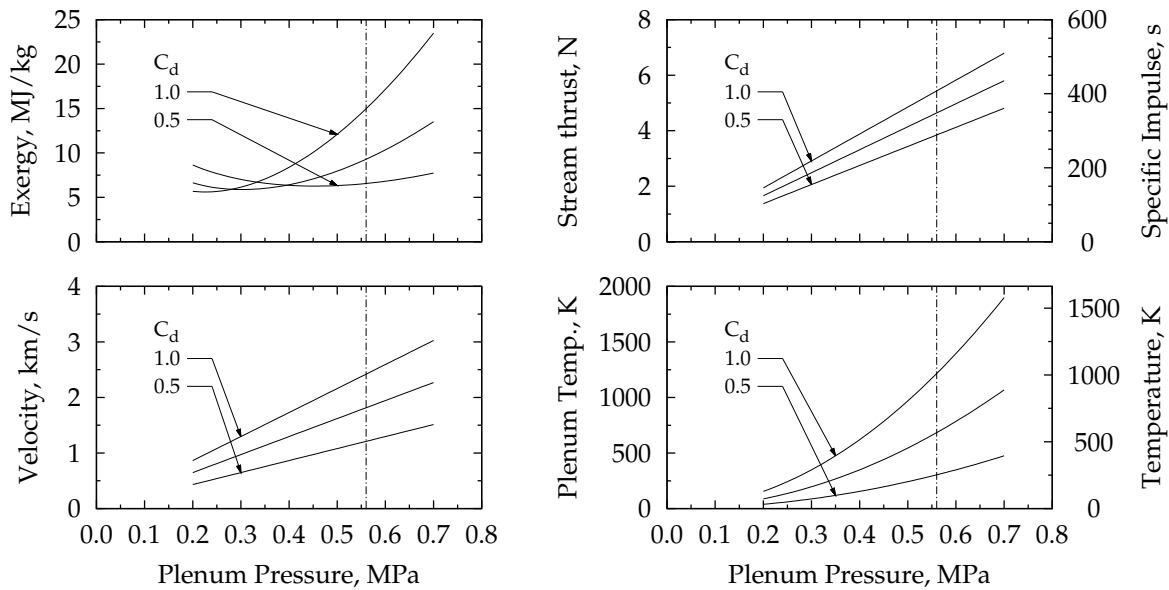 Exergy, MJ/kg
25
20
15
10
5
0
C_d
1.0
0.5
Stream thrust, N
8
6
4
2
0
C_d
1.0
0.5
600
400
200
0
Specific Impulse, s
Velocity, km/s
4
3
2
1
0
C_d
1.0
0.5
0.0 0.1 0.2 0.3 0.4 0.5 0.6 0.7 0.8
Plenum Pressure, MPa
Plenum Temp., K
2000
1750
1500
1250
1000
750
500
250
0
C_d
1.0
0.5
1500
1000
500
0
Temperature, K
0.0 0.1 0.2 0.3 0.4 0.5 0.6 0.7 0.8
Plenum Pressure, MPa